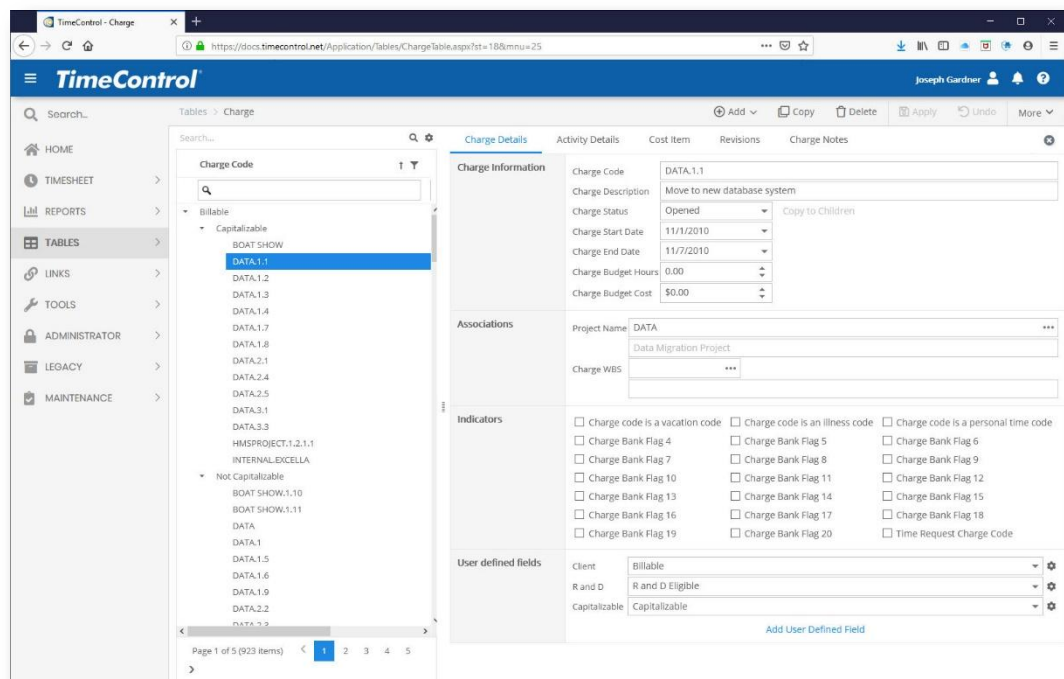 TimeControl - Charge
https://docs.timecontrol.net/Application/Tables/ChargeTable.aspx?st=18&mnu=25
TimeControl
Joseph Gardner
Search...
Tables > Charge
Add
Copy
Delete
Apply
Undo
More
HOME
TIMESHEET
REPORTS
TABLES
LINKS
TOOLS
ADMINISTRATOR
LEGACY
MAINTENANCE
Search...
Charge Code
Billable
Capitalizable
BOAT SHOW
DATA.1.1
DATA.1.2
DATA.1.3
DATA.1.4
DATA.1.7
DATA.1.8
DATA.2.1
DATA.2.4
DATA.2.5
DATA.3.1
DATA.3.3
HMSPROJECT.1.2.1.1
INTERNAL.EXCELLA
Not Capitalizable
BOAT SHOW.1.10
BOAT SHOW.1.11
DATA
DATA.1
DATA.1.5
DATA.1.6
DATA.1.9
DATA.2.2
DATA.2.3
Page 1 of 5 (923 items) < 1 2 3 4 5
>
Charge Details Activity Details Cost Item Revisions Charge Notes
Charge Information
Charge Code DATA.1.1
Charge Description Move to new database system
Charge Status Opened Copy to Children
Charge Start Date 11/1/2010
Charge End Date 11/7/2010
Charge Budget Hours 0.00
Charge Budget Cost $0.00
Associations
Project Name DATA
Data Migration Project
Charge WBS
Indicators
Charge code is a vacation code Charge code is an illness code Charge code is a personal time code
Charge Bank Flag 4 Charge Bank Flag 5 Charge Bank Flag 6
Charge Bank Flag 7 Charge Bank Flag 8 Charge Bank Flag 9
Charge Bank Flag 10 Charge Bank Flag 11 Charge Bank Flag 12
Charge Bank Flag 13 Charge Bank Flag 14 Charge Bank Flag 15
Charge Bank Flag 16 Charge Bank Flag 17 Charge Bank Flag 18
Charge Bank Flag 19 Charge Bank Flag 20 Time Request Charge Code
User defined fields
Client Billable
R and D R and D Eligible
Capitalizable Capitalizable
Add User Defined Field